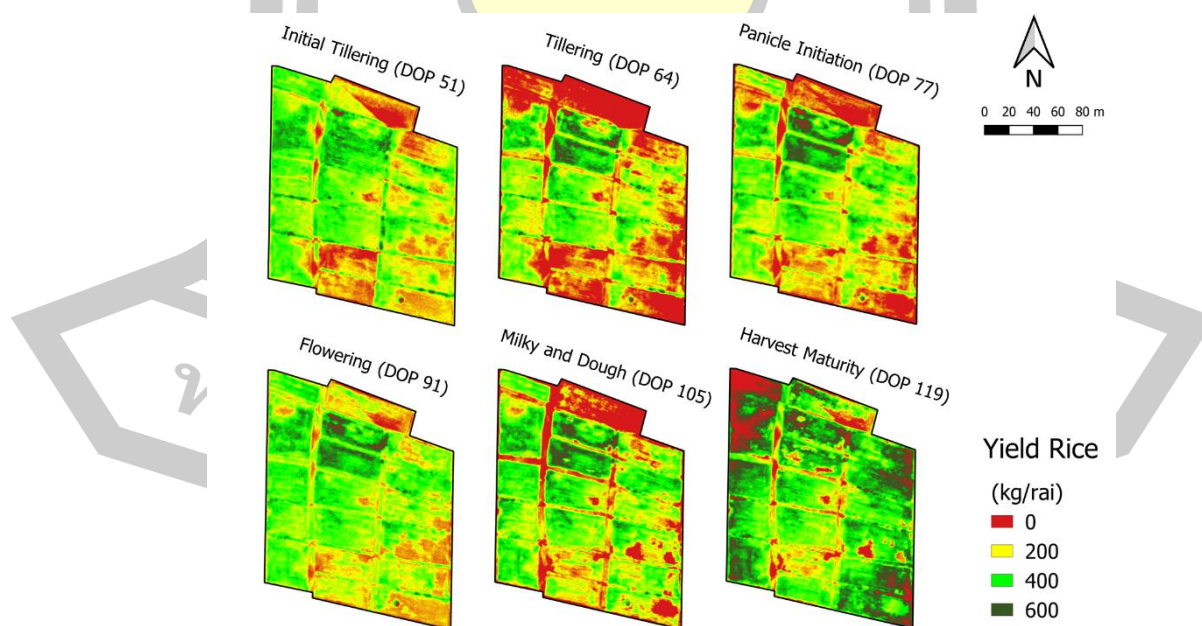 Initial Tillering (DOP 51)
Tillering (DOP 64)
Panicle Initiation (DOP 77)
N
0 20 40 60 80 m
Flowering (DOP 91)
Milky and Dough (DOP 105)
Harvest Maturity (DOP 119)
Yield Rice
(kg/rai)
0
200
400
600